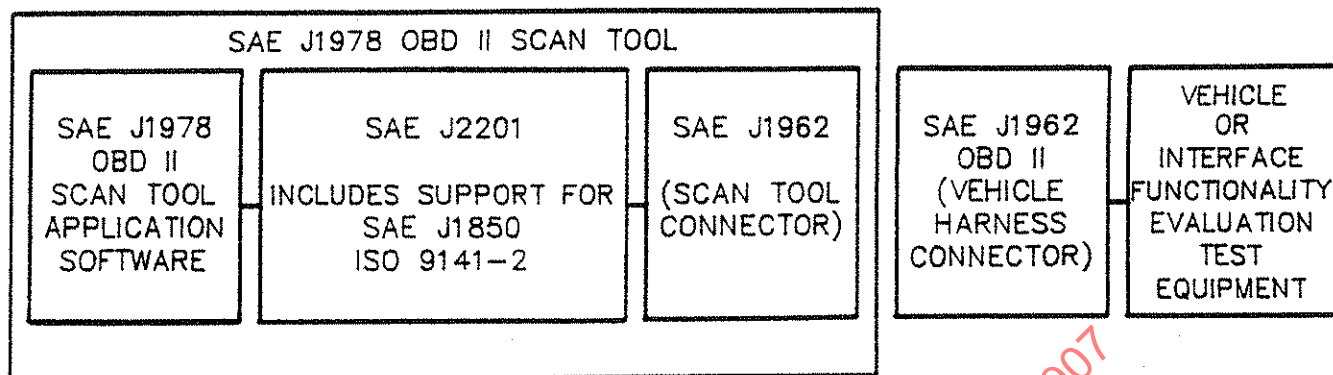 SAE J1978 OBD II SCAN TOOL
SAE J1978
OBD II
SCAN TOOL
APPLICATION
SOFTWARE
SAE J2201
INCLUDES SUPPORT FOR
SAE J1850
ISO 9141-2
SAE J1962
(SCAN TOOL
CONNECTOR)
SAE J1962
OBD II
(VEHICLE
HARNESS
CONNECTOR)
VEHICLE
OR
INTERFACE
FUNCTIONALITY
EVALUATION
TEST
EQUIPMENT